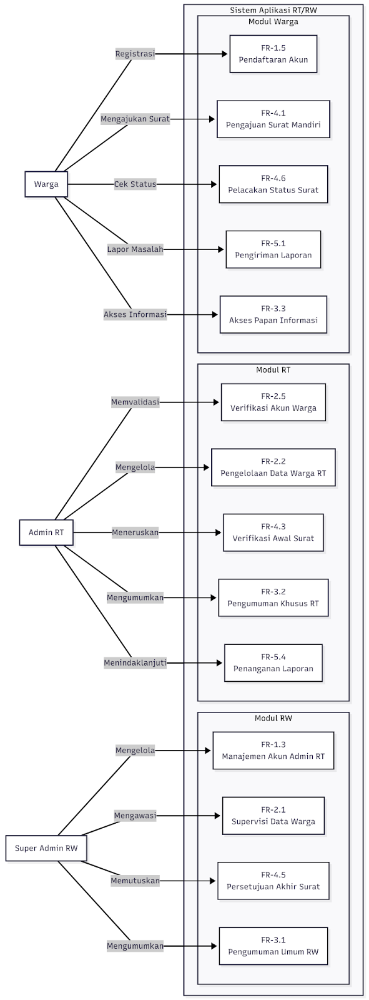 Sistem Aplikasi RT/RW
Modul Warga
Registrasi
FR-1.5
Pendaftaran Akun
Mengajukan Surat
FR-4.1
Pengajuan Surat Mandiri
Warga
Cek Status
FR-4.6
Pelacakan Status Surat
Lapor Masalah
FR-5.1
Pengiriman Laporan
Akses Informasi
FR-3.3
Akses Papan Informasi
Modul RT
Memvalidasi
FR-2.5
Verifikasi Akun Warga
Mengelola
FR-2.2
Pengelolaan Data Warga RT
Admin RT
Meneruskan
FR-4.3
Verifikasi Awal Surat
Mengumumkan
FR-3.2
Pengumuman Khusus RT
Menindaklanjuti
FR-5.4
Penanganan Laporan
Modul RW
Mengelola
FR-1.3
Manajemen Akun Admin RT
Mengawasi
FR-2.1
Supervisi Data Warga
Super Admin RW
Memutuskan
FR-4.5
Persetujuan Akhir Surat
Mengumumkan
FR-3.1
Pengumuman Umum RW